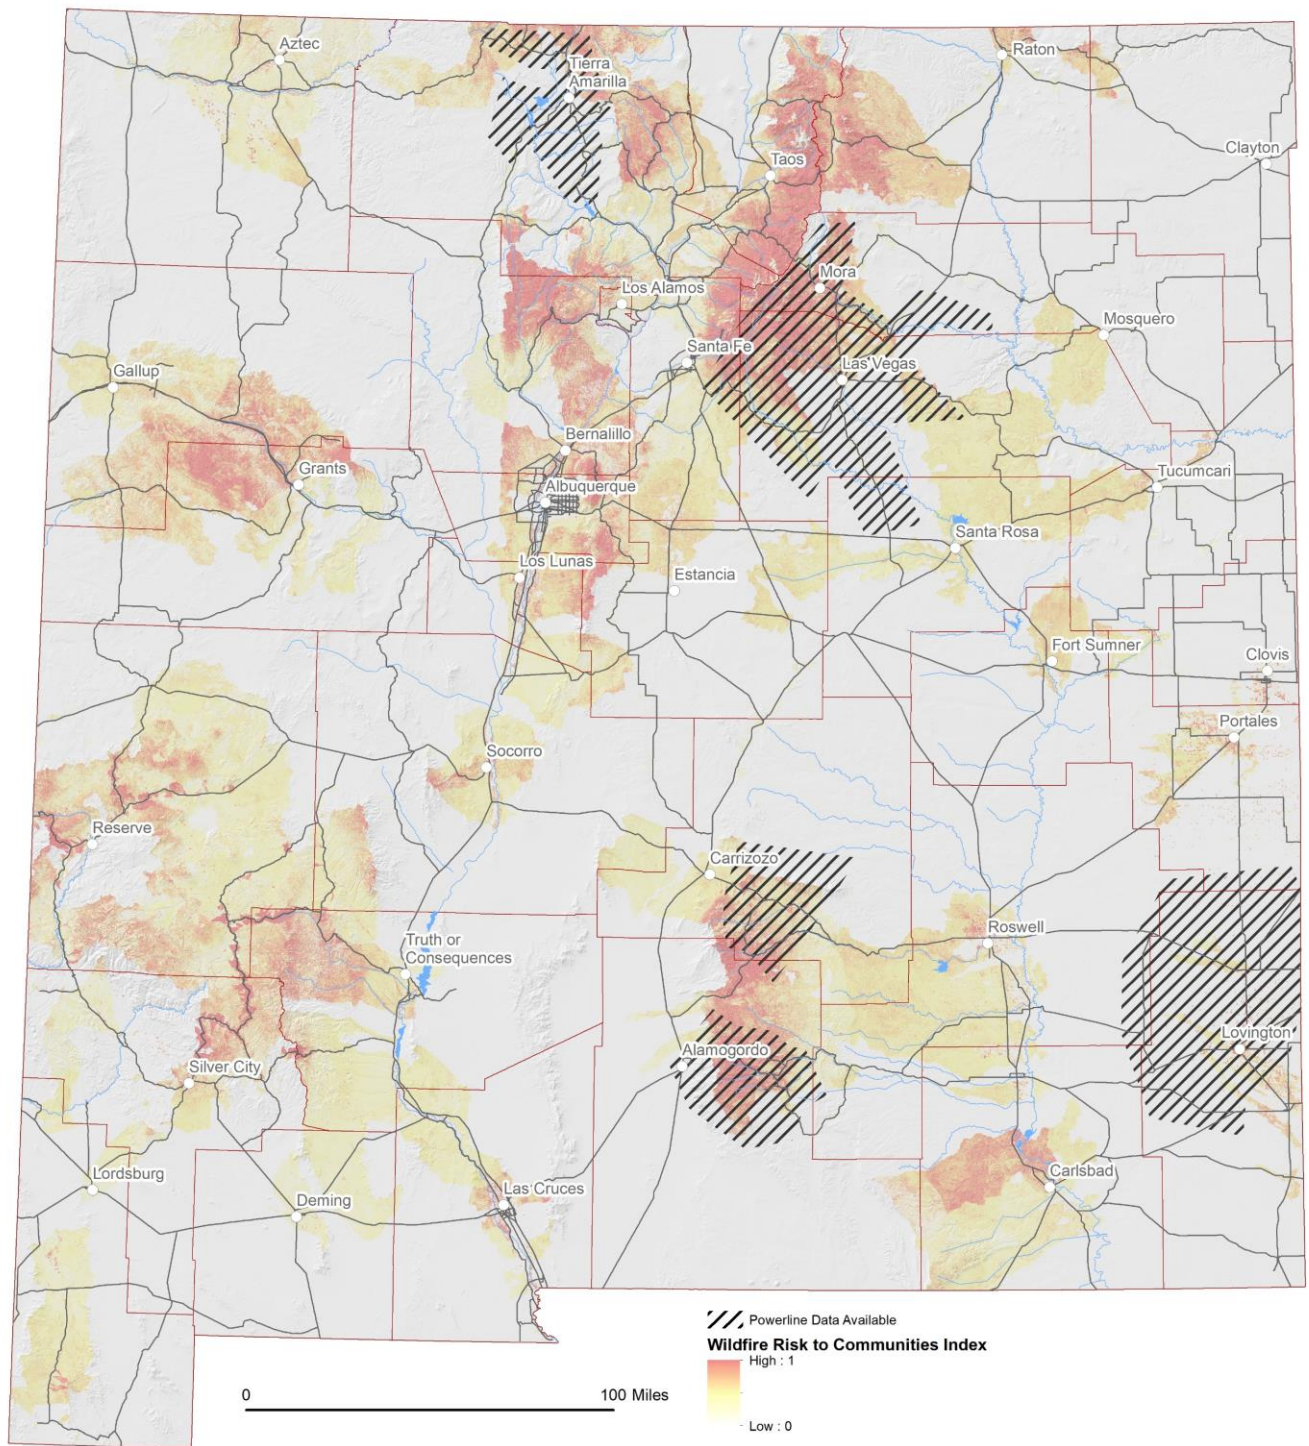 Aztec
Raton
Tierra
Amarilla
Clayton
Taos
Mora
Los Alamos
Mosquero
Santa Fe
Gallup
Las Vegas
Bernalillo
Grants
Tucumcari
Albuquerque
Santa Rosa
Los Lunas
Estancia
Fort Sumner
Clovis
Portales
Socorro
Reserve
Carrizozo
Roswell
Truth or
Consequences
Lovington
Alamogordo
Silver City
Lordsburg
Carlsbad
Deming
Las Cruces
Powerline Data Available
Wildfire Risk to Communities Index
High : 1
Low : 0
0 100 Miles